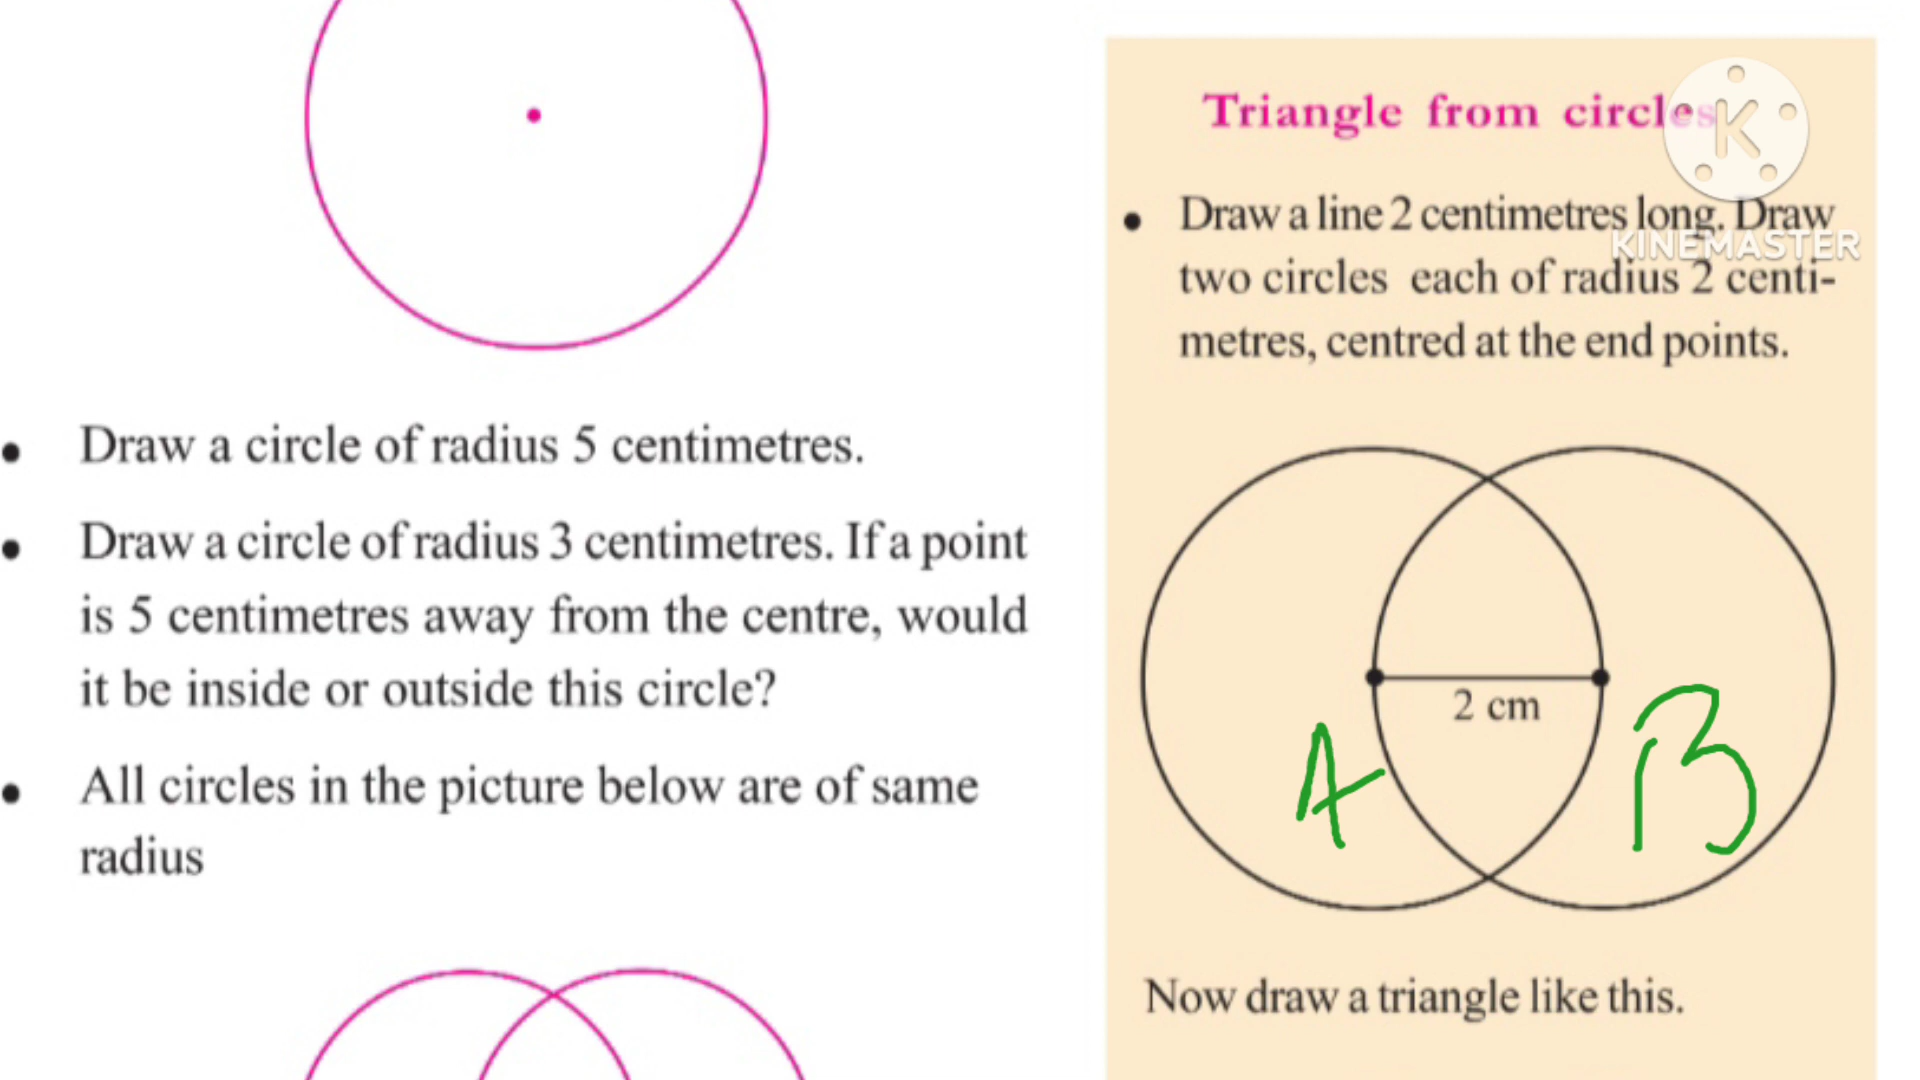 Draw a circle of radius 5 centimetres.
Draw a circle of radius 3 centimetres. If a point
is 5 centimetres away from the centre, would
it be inside or outside this circle?
All circles in the picture below are of same
radius
Triangle from circles
K
KINEMASTER
Draw a line 2 centimetres long. Draw
two circles each of radius 2 centi-
metres, centred at the end points.
2 cm
A
B
Now draw a triangle like this.